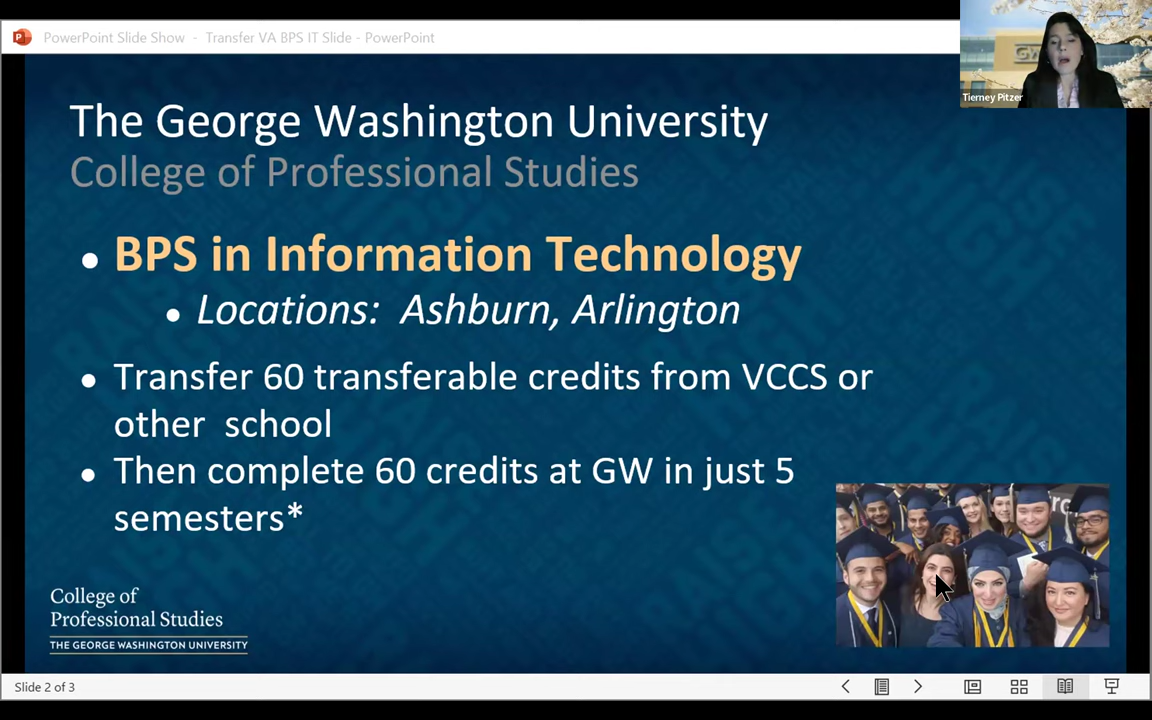 PowerPoint Slide Show - Transfer VA BPS IT Slide - PowerPoint
Tierney Pitzer
The George Washington University
College of Professional Studies
• BPS in Information Technology
• Locations: Ashburn, Arlington
• Transfer 60 transferable credits from VCCS or
other school
• Then complete 60 credits at GW in just 5
semesters*
College of
Professional Studies
THE GEORGE WASHINGTON UNIVERSITY
Slide 2 of 3